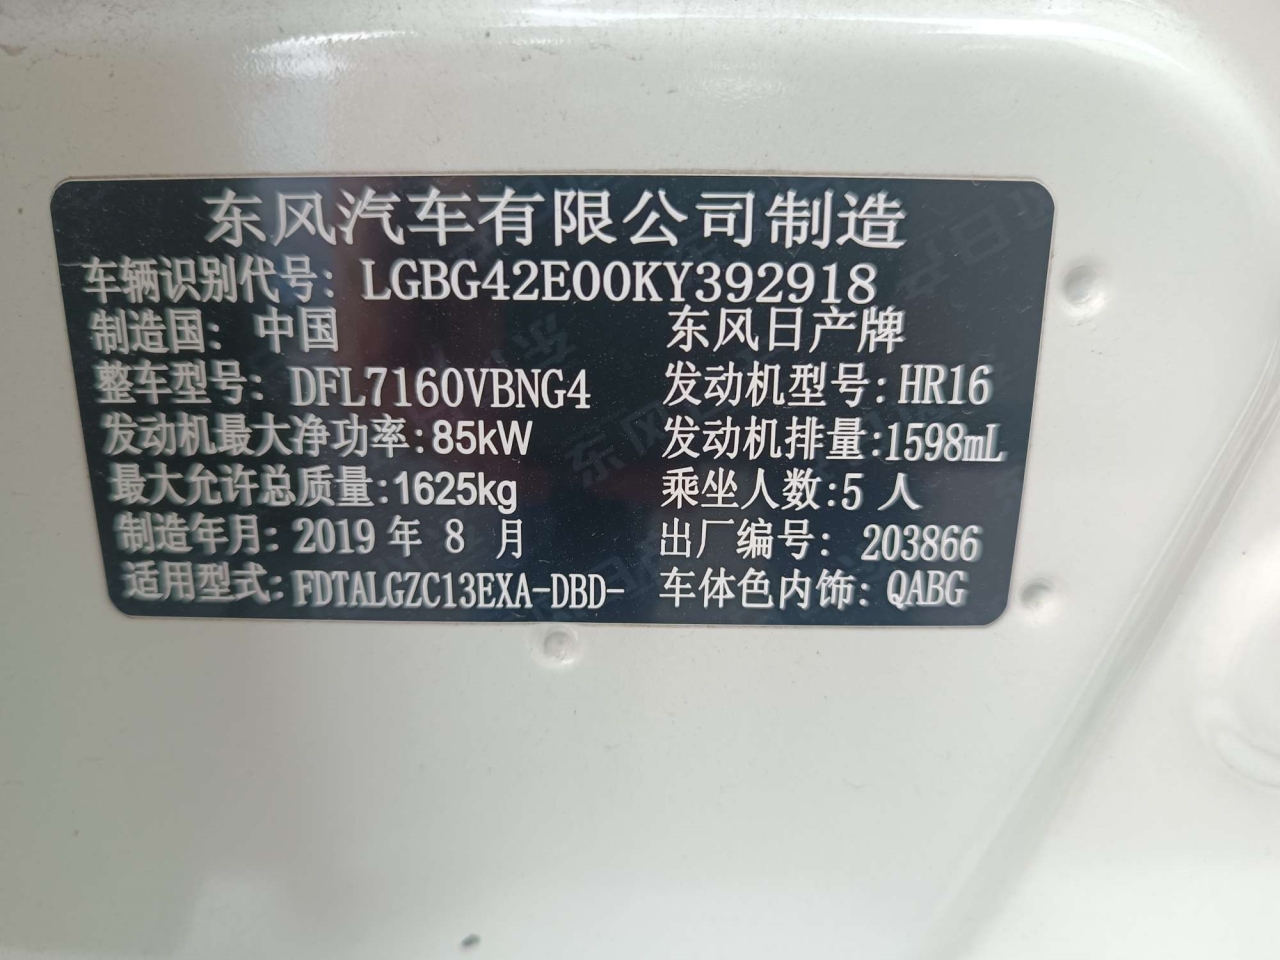 东风汽车有限公司制造
车辆识别代号: LGBG42E00KY392918
制造国: 中国 东风日产牌
整车型号: DFL7160VBNG4 发动机型号: HR16
发动机最大净功率:85kW 发动机排量:1598mL
最大允许总质量:1625kg 乘坐人数:5 人
制造年月: 2019 年 8 月 出厂编号: 203866
适用型式: FDTALGZC13EXA-DBD- 车体色内饰: QABG